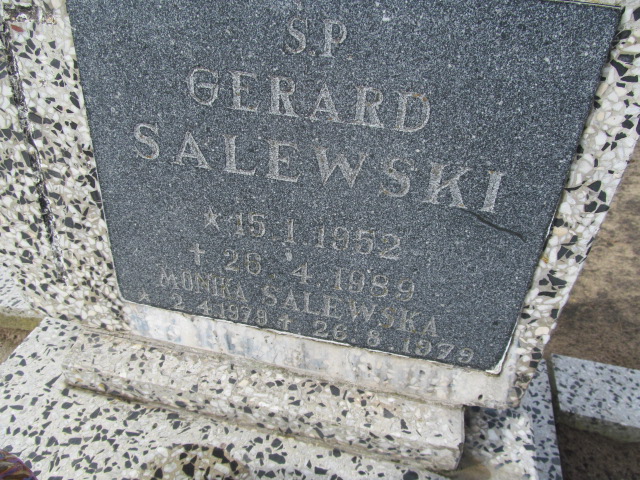 Ś.P
GERARD
SALEWSKI
* 15 1 1952
+ 26 4 1989
MONIKA SALEWSKA
* 2.4.1979 + 26.8.1979